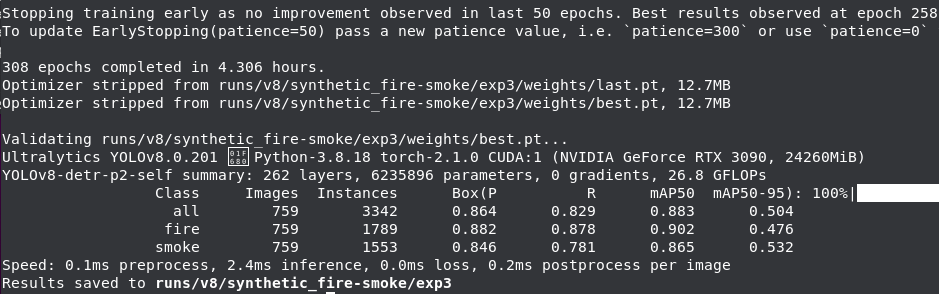 Stopping training early as no improvement observed in last 50 epochs. Best results observed at epoch 258
To update EarlyStopping(patience=50) pass a new patience value, i.e. `patience=300` or use `patience=0`
308 epochs completed in 4.306 hours.
Optimizer stripped from runs/v8/synthetic_fire-smoke/exp3/weights/last.pt, 12.7MB
Optimizer stripped from runs/v8/synthetic_fire-smoke/exp3/weights/best.pt, 12.7MB
Validating runs/v8/synthetic_fire-smoke/exp3/weights/best.pt...
Ultralytics YOLOv8.0.201 🚀 Python-3.8.18 torch-2.1.0 CUDA:1 (NVIDIA GeForce RTX 3090, 24260MiB)
YOLOv8-detr-p2-self summary: 262 layers, 6235896 parameters, 0 gradients, 26.8 GFLOPs
Class Images Instances Box(P R mAP50 mAP50-95): 100%|
all 759 3342 0.864 0.829 0.883 0.504
fire 759 1789 0.882 0.878 0.902 0.476
smoke 759 1553 0.846 0.781 0.865 0.532
Speed: 0.1ms preprocess, 2.4ms inference, 0.0ms loss, 0.2ms postprocess per image
Results saved to runs/v8/synthetic_fire-smoke/exp3